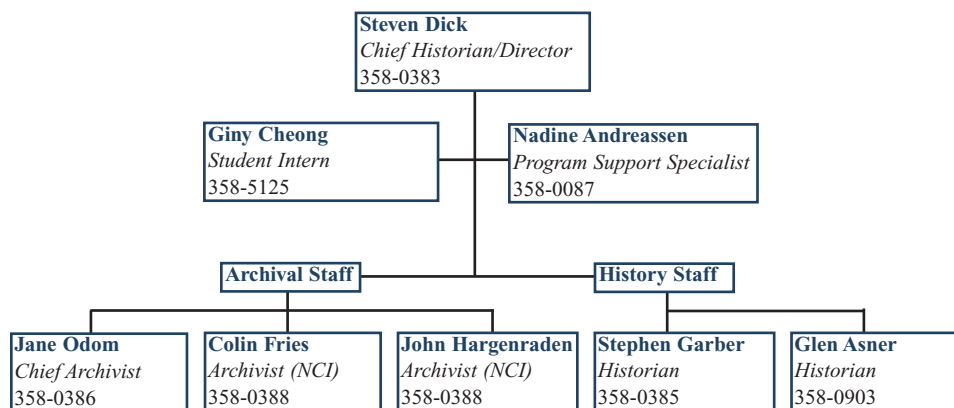 Steven Dick
Chief Historian/Director
358-0383
Giny Cheong
Student Intern
358-5125
Nadine Andreassen
Program Support Specialist
358-0087
Archival Staff
History Staff
Jane Odom
Chief Archivist
358-0386
Colin Fries
Archivist (NCI)
358-0388
John Hargenraden
Archivist (NCI)
358-0388
Stephen Garber
Historian
358-0385
Glen Asner
Historian
358-0903